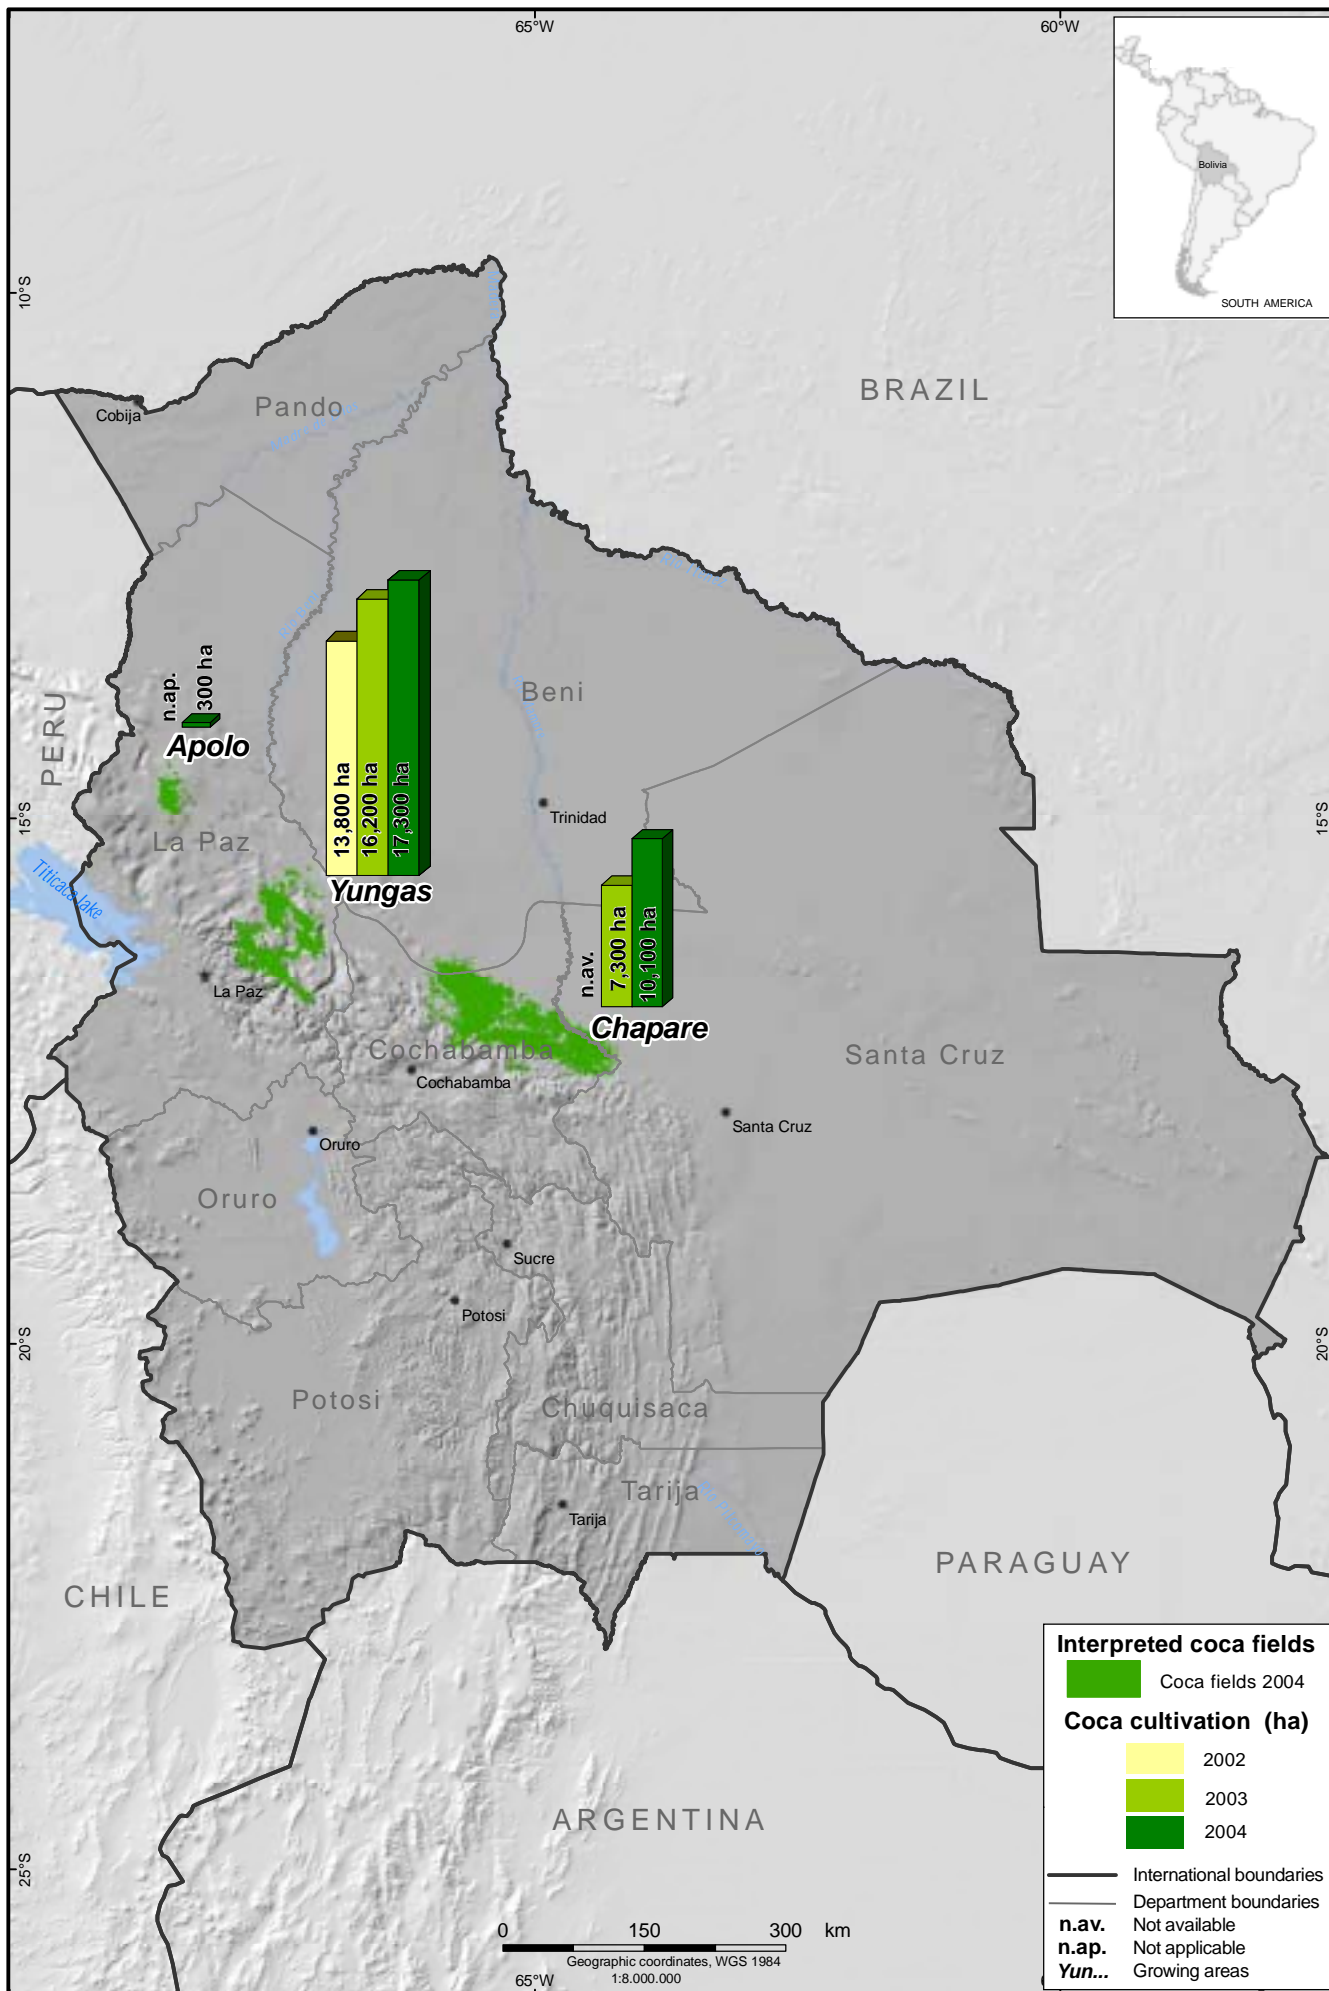 65°W
60°W
Bolivia
SOUTH AMERICA
10°S
BRAZIL
Pando
Cobija
Beni
n.ap.
300 ha
Apolo
PERU
13,800 ha
16,200 ha
17,300 ha
Yungas
Trinidad
15°S
15°S
La Paz
Titicaca lake
La Paz
n.av.
7,300 ha
10,100 ha
Chapare
Cochabamba
Cochabamba
Santa Cruz
Santa Cruz
Oruro
Oruro
Sucre
Potosi
20°S
20°S
Potosi
Chuquisaca
Tarija
Tarija
CHILE
PARAGUAY
ARGENTINA
25°S
Interpreted coca fields
Coca fields 2004
Coca cultivation (ha)
2002
2003
2004
International boundaries
Department boundaries
n.av. Not available
n.ap. Not applicable
Yun... Growing areas
0 150 300 km
Geographic coordinates, WGS 1984
1:8.000.000
65°W